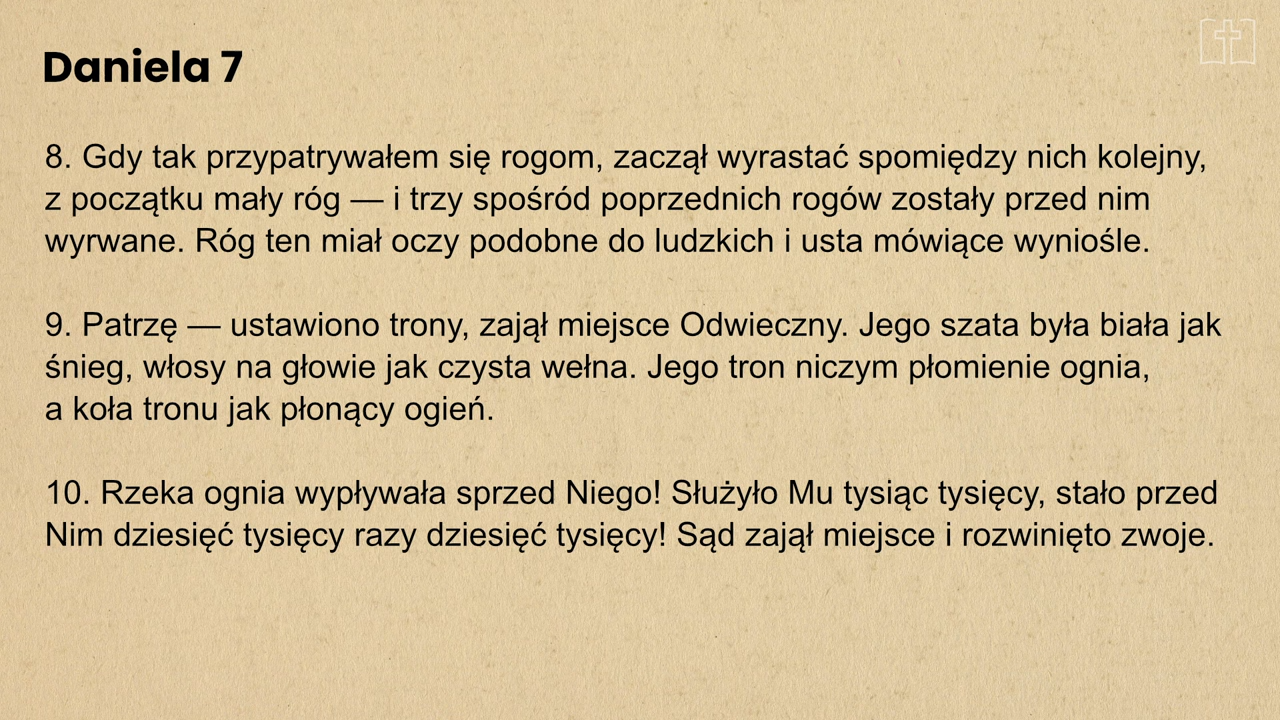 Daniela 7
8. Gdy tak przypatrywałem się rogom, zaczął wyrastać spomiędzy nich kolejny,
z początku mały róg — i trzy spośród poprzednich rogów zostały przed nim
wyrwane. Róg ten miał oczy podobne do ludzkich i usta mówiące wyniośle.
9. Patrzę — ustawiono trony, zajął miejsce Odwieczny. Jego szata była biała jak
śnieg, włosy na głowie jak czysta wełna. Jego tron niczym płomienie ognia,
a koła tronu jak płonący ogień.
10. Rzeka ognia wypływała sprzed Niego! Służyło Mu tysiąc tysięcy, stało przed
Nim dziesięć tysięcy razy dziesięć tysięcy! Sąd zajął miejsce i rozwinięto zwoje.